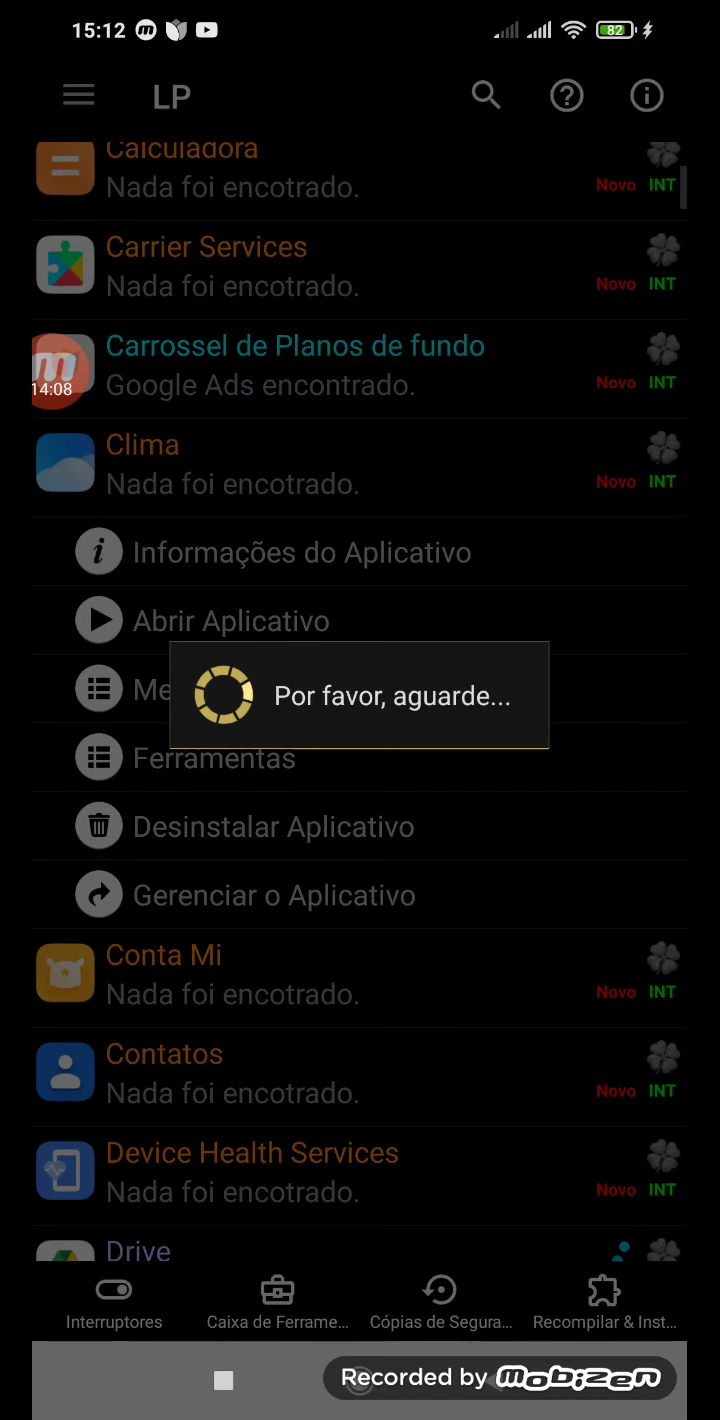 15:12
82
LP
Calculadora
Nada foi encotrado.
Novo INT
Carrier Services
Nada foi encotrado.
Novo INT
Carrossel de Planos de fundo
14:08
Google Ads encontrado.
Novo INT
Clima
Nada foi encotrado.
Novo INT
Informações do Aplicativo
Abrir Aplicativo
Me
Por favor, aguarde...
Ferramentas
Desinstalar Aplicativo
Gerenciar o Aplicativo
Conta Mi
Nada foi encotrado.
Novo INT
Contatos
Nada foi encotrado.
Novo INT
Device Health Services
Nada foi encotrado.
Novo INT
Drive
Interruptores
Caixa de Ferrame...
Cópias de Segura...
Recompilar & Inst...
Recorded by mobizen